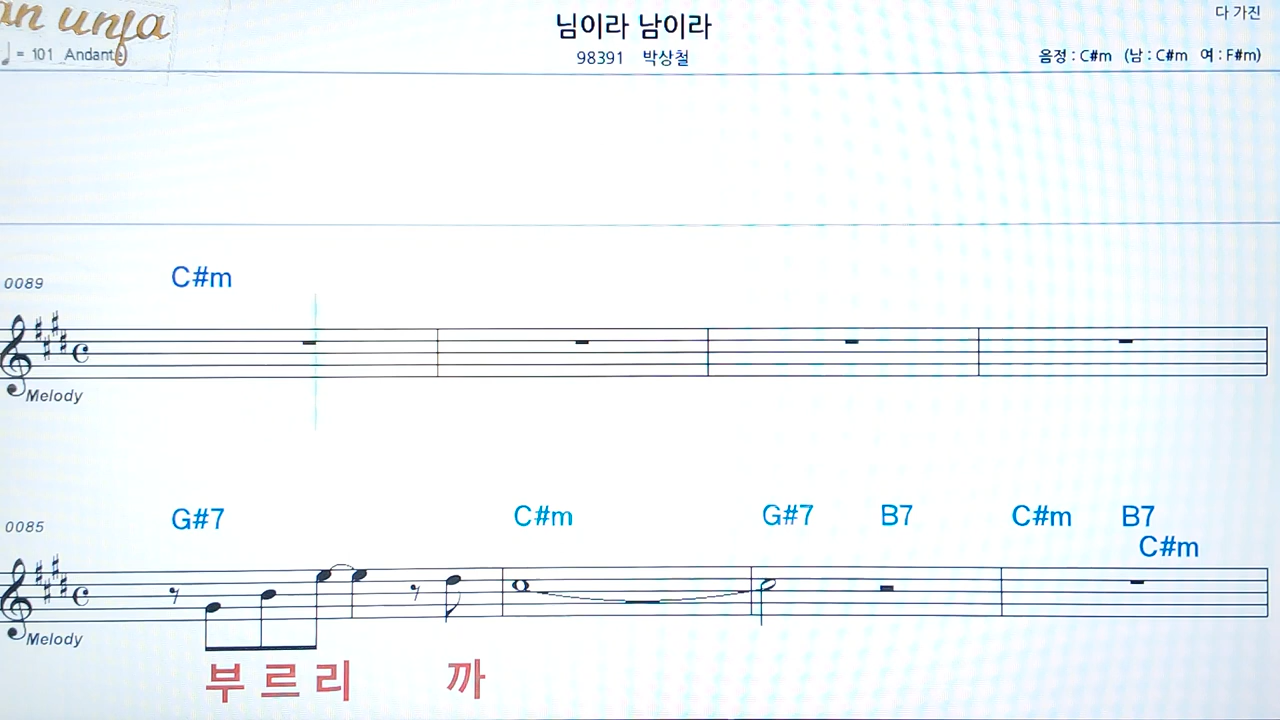 an unfa
♩ = 101 Andante
님이라 남이라
98391 박상철
다 가진
음정 : C#m (남 : C#m 여 : F#m)
0089
C#m
Melody
0085
G#7 C#m G#7 B7 C#m B7
C#m
Melody
부르리 까